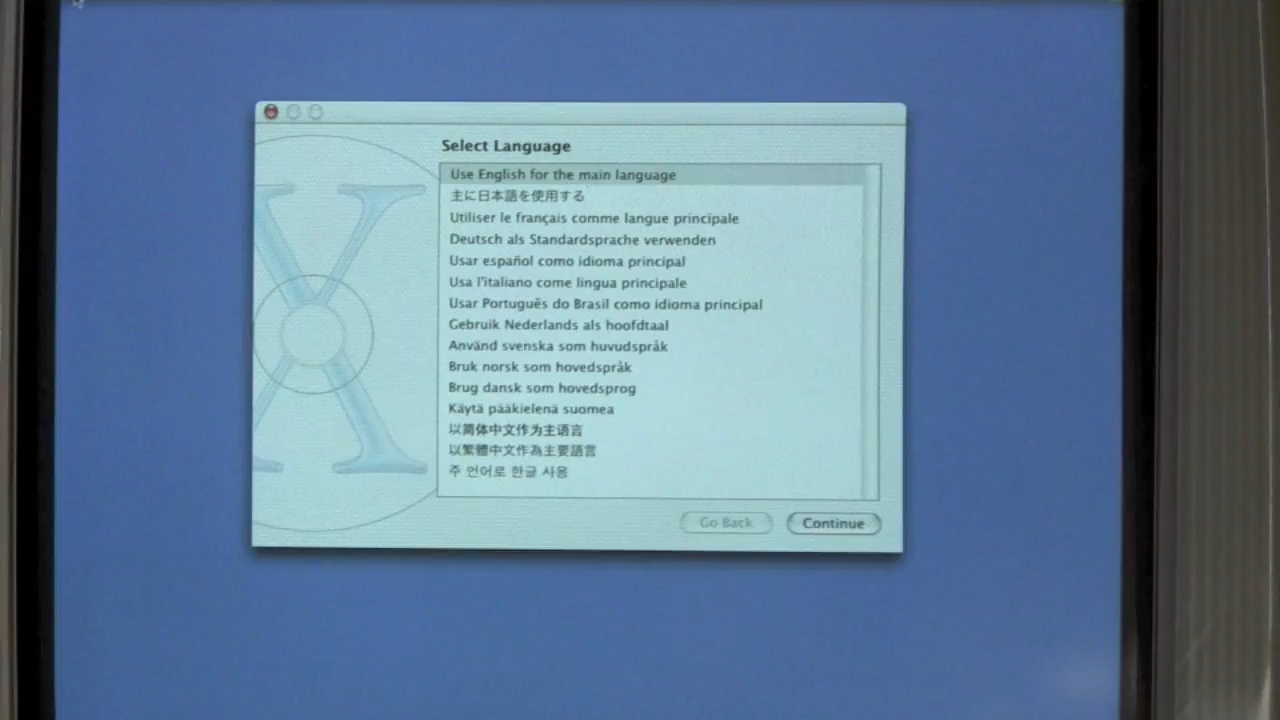 Select Language
Use English for the main language
主に日本語を使用する
Utiliser le français comme langue principale
Deutsch als Standardsprache verwenden
Usar español como idioma principal
Usa l'italiano come lingua principale
Usar Português do Brasil como idioma principal
Gebruik Nederlands als hoofdtaal
Använd svenska som huvudspråk
Bruk norsk som hovedspråk
Brug dansk som hovedsprog
Käytä pääkielenä suomea
以简体中文作为主语言
以繁體中文作為主要語言
주 언어로 한글 사용
Go Back
Continue